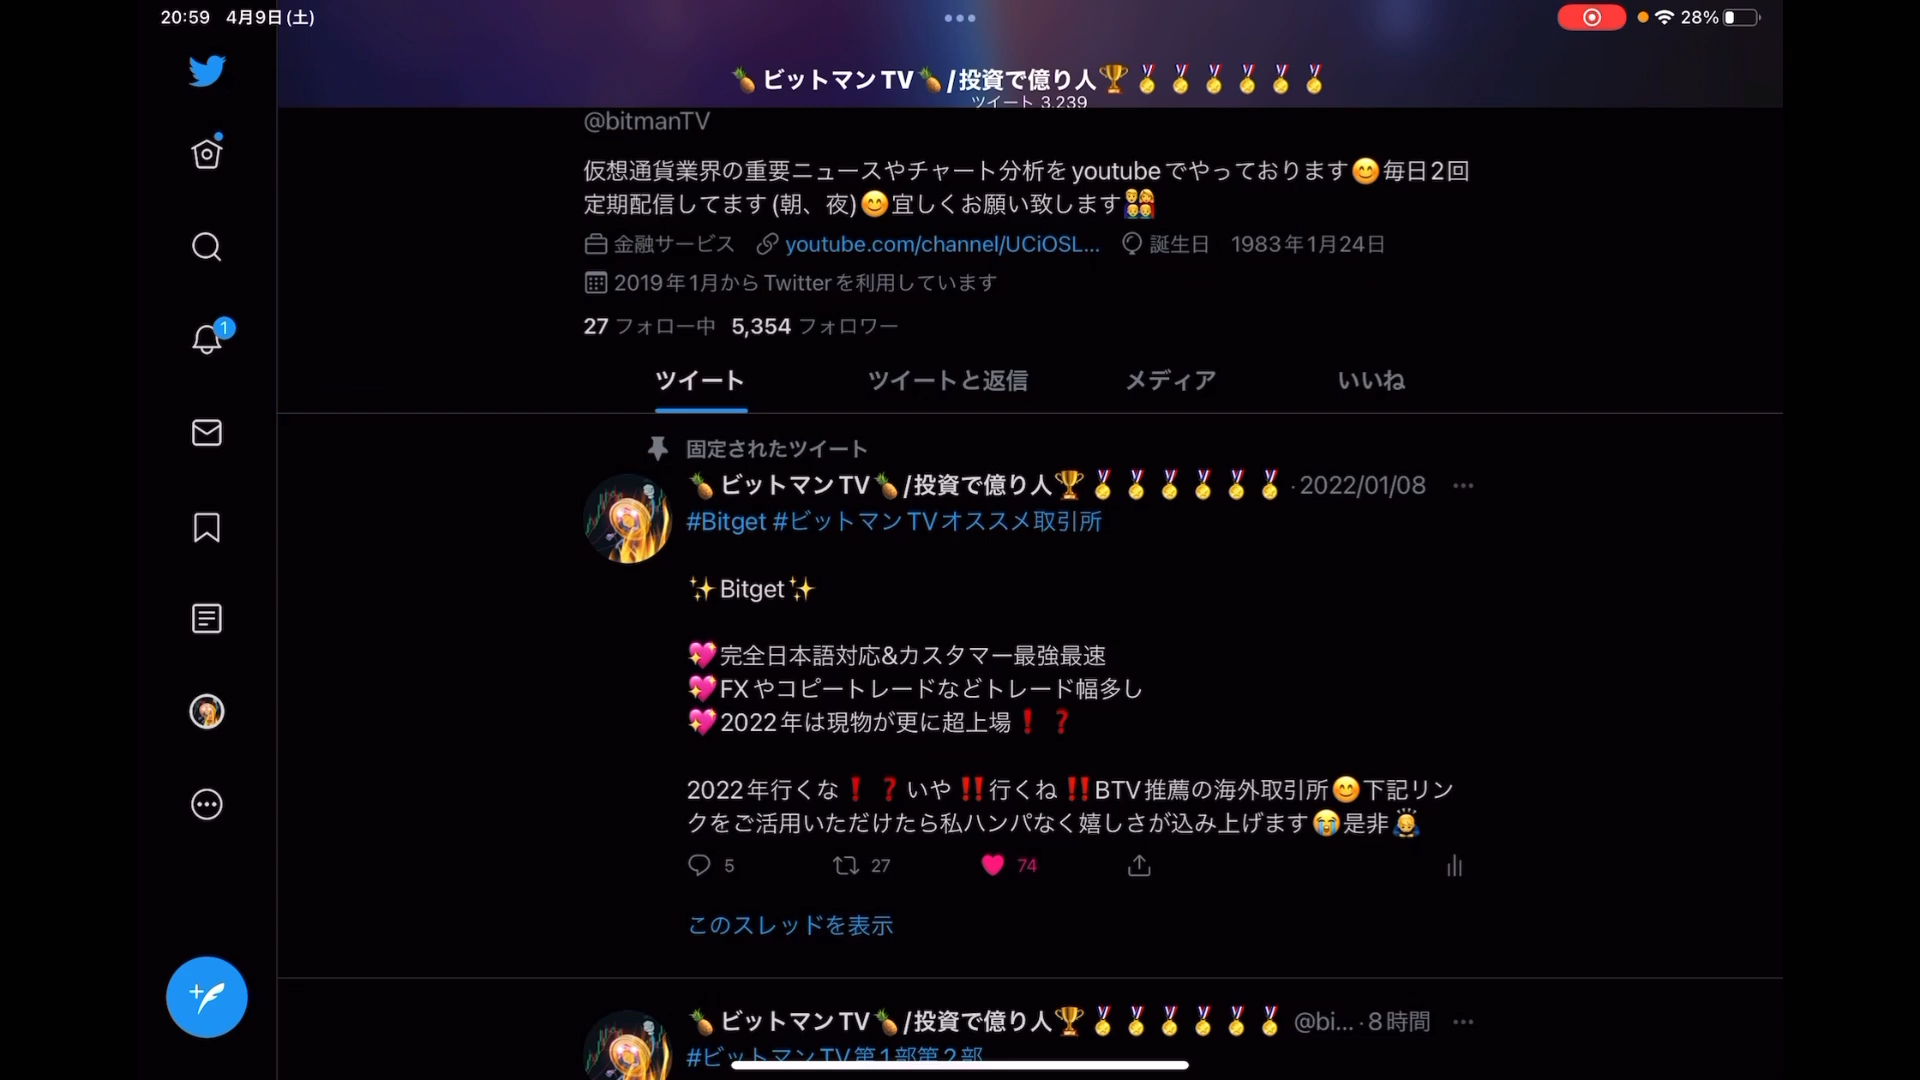 20:59 4月9日(土)
28%
🍍ビットマンTV🍍/投資で億り人🏆🏅🏅🏅🏅🏅🏅
ツイート 3,239
@bitmanTV
仮想通貨業界の重要ニュースやチャート分析をyoutubeでやっております😊毎日2回
定期配信してます(朝、夜)😊宜しくお願い致します👨‍👩‍👧‍👦
金融サービス youtube.com/channel/UCiOSL... 誕生日 1983年1月24日
2019年1月からTwitterを利用しています
27 フォロー中 5,354 フォロワー
ツイート ツイートと返信 メディア いいね
固定されたツイート
🍍ビットマンTV🍍/投資で億り人🏆🏅🏅🏅🏅🏅🏅 · 2022/01/08
#Bitget #ビットマンTVオススメ取引所
✨Bitget✨
💖完全日本語対応&カスタマー最強最速
💖FXやコピートレードなどトレード幅多し
💖2022年は現物が更に超上場❗❓
2022年行くな❗❓いや‼️行くね‼️BTV推薦の海外取引所😊下記リン
クをご活用いただけたら私ハンパなく嬉しさが込み上げます😭是非🙇
5 27 74
このスレッドを表示
🍍ビットマンTV🍍/投資で億り人🏆🏅🏅🏅🏅🏅🏅 @bi... · 8時間
#ビットマンTV第1部第2部
1